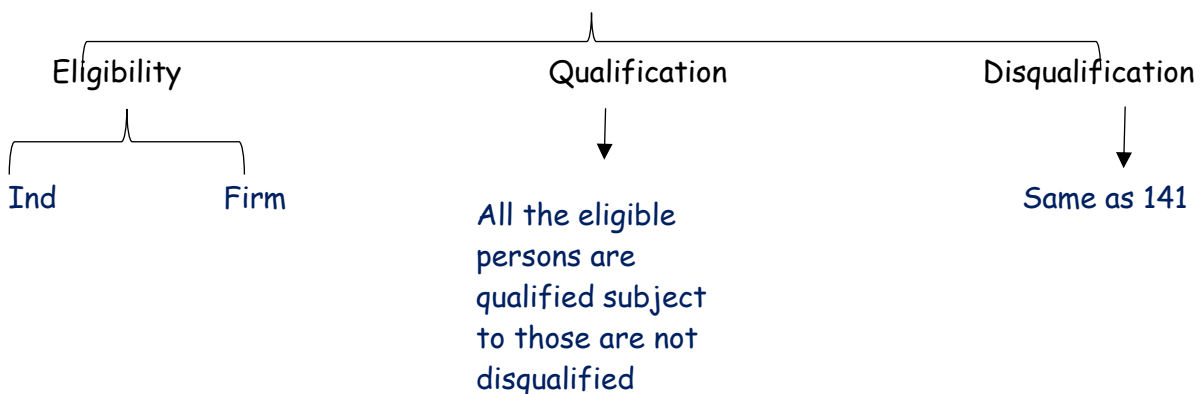 Eligibility
Qualification
Disqualification
Ind
Firm
All the eligible
persons are
qualified subject
to those are not
disqualified
Same as 141